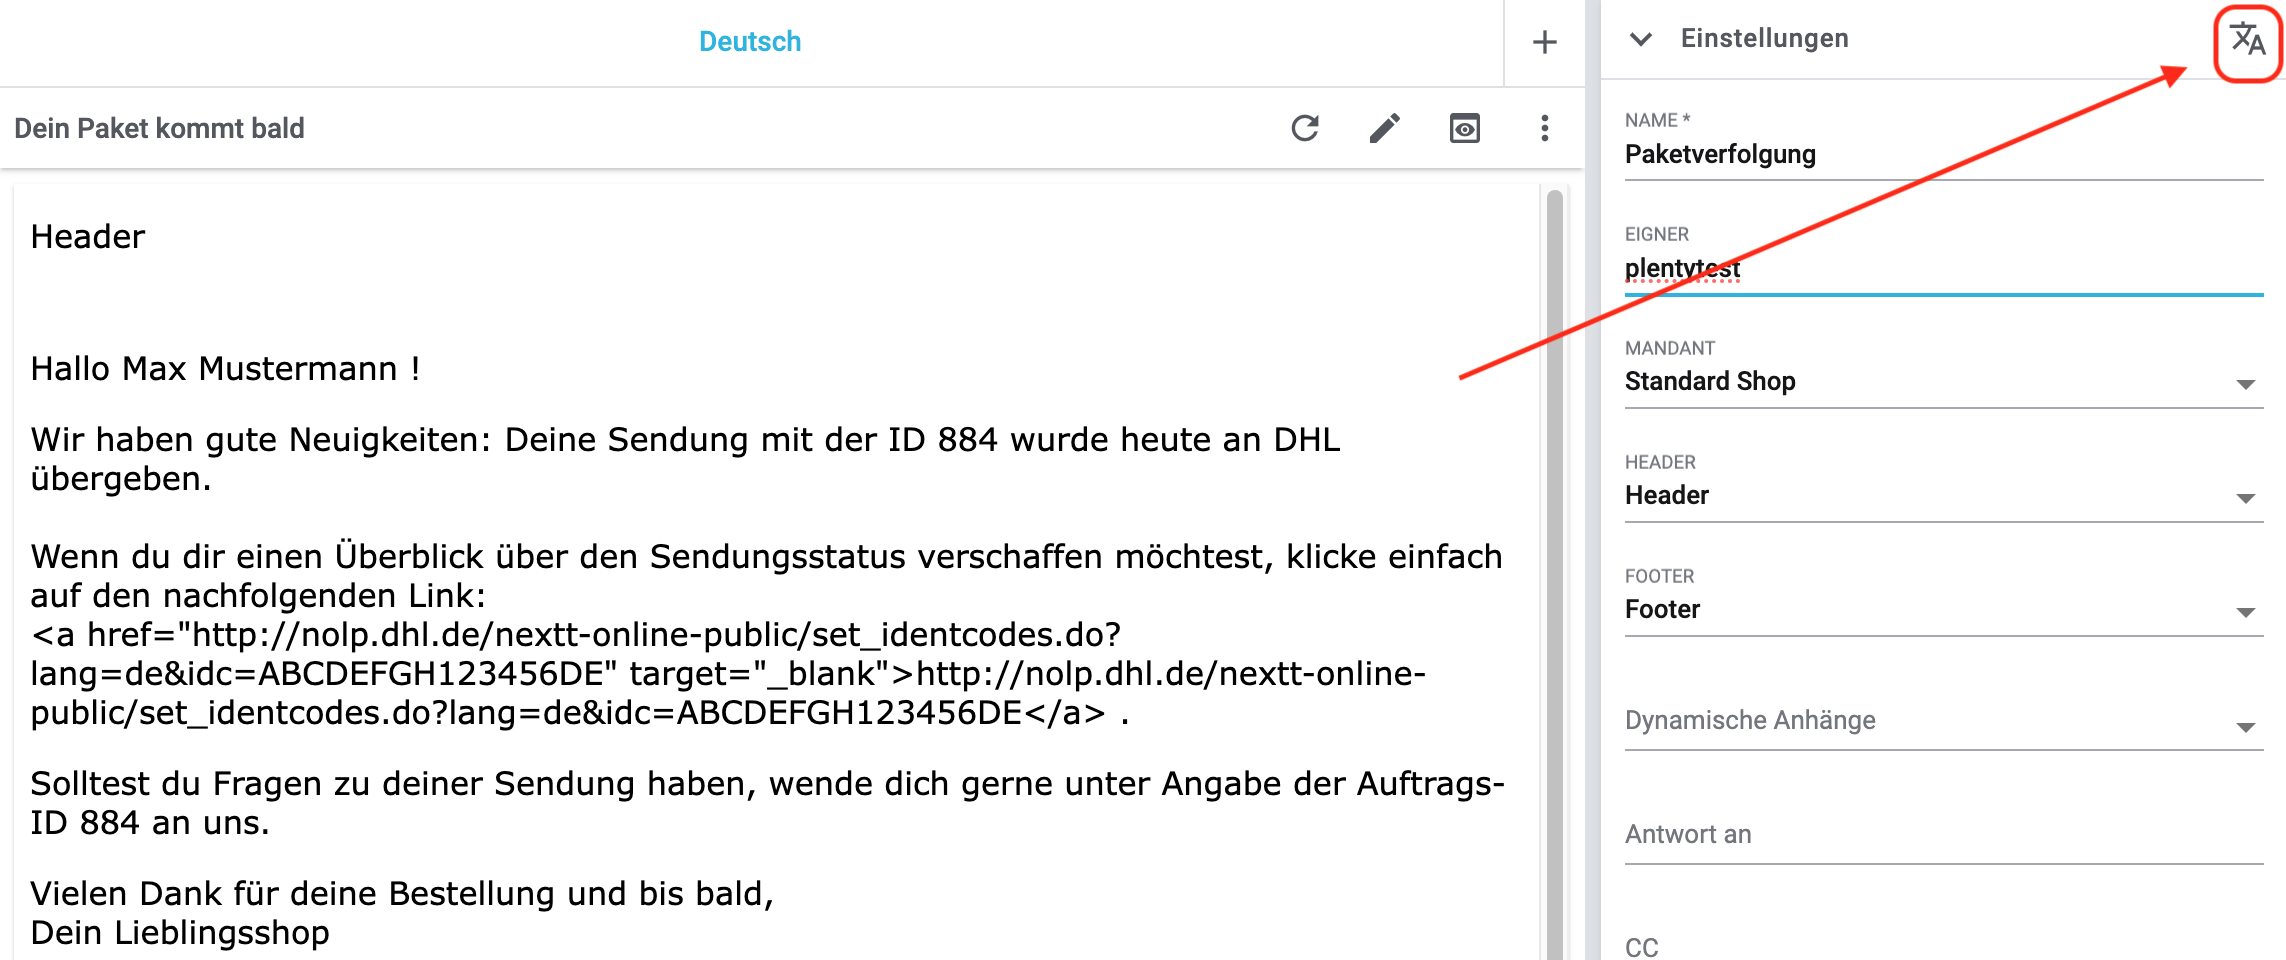 Deutsch
Dein Paket kommt bald
Header
Hallo Max Mustermann !
Wir haben gute Neuigkeiten: Deine Sendung mit der ID 884 wurde heute an DHL
übergeben.
Wenn du dir einen Überblick über den Sendungsstatus verschaffen möchtest, klicke einfach
auf den nachfolgenden Link:
<a href="http://nolp.dhl.de/nextt-online-public/set_identcodes.do?
lang=de&idc=ABCDEFGH123456DE" target="_blank">http://nolp.dhl.de/nextt-online-
public/set_identcodes.do?lang=de&idc=ABCDEFGH123456DE</a> .
Solltest du Fragen zu deiner Sendung haben, wende dich gerne unter Angabe der Auftrags-
ID 884 an uns.
Vielen Dank für deine Bestellung und bis bald,
Dein Lieblingsshop
Einstellungen
NAME *
Paketverfolgung
EIGNER
plentytest
MANDANT
Standard Shop
HEADER
Header
FOOTER
Footer
Dynamische Anhänge
Antwort an
CC